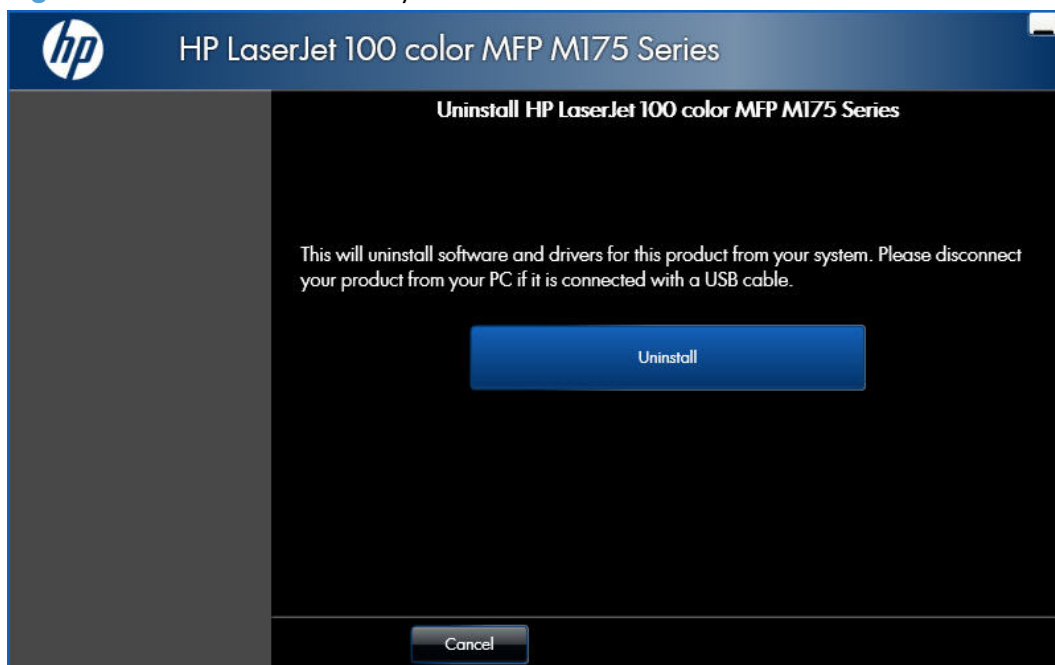 hp
HP LaserJet 100 color MFP M175 Series
Uninstall HP LaserJet 100 color MFP M175 Series
This will uninstall software and drivers for this product from your system. Please disconnect
your product from your PC if it is connected with a USB cable.
Uninstall
Cancel